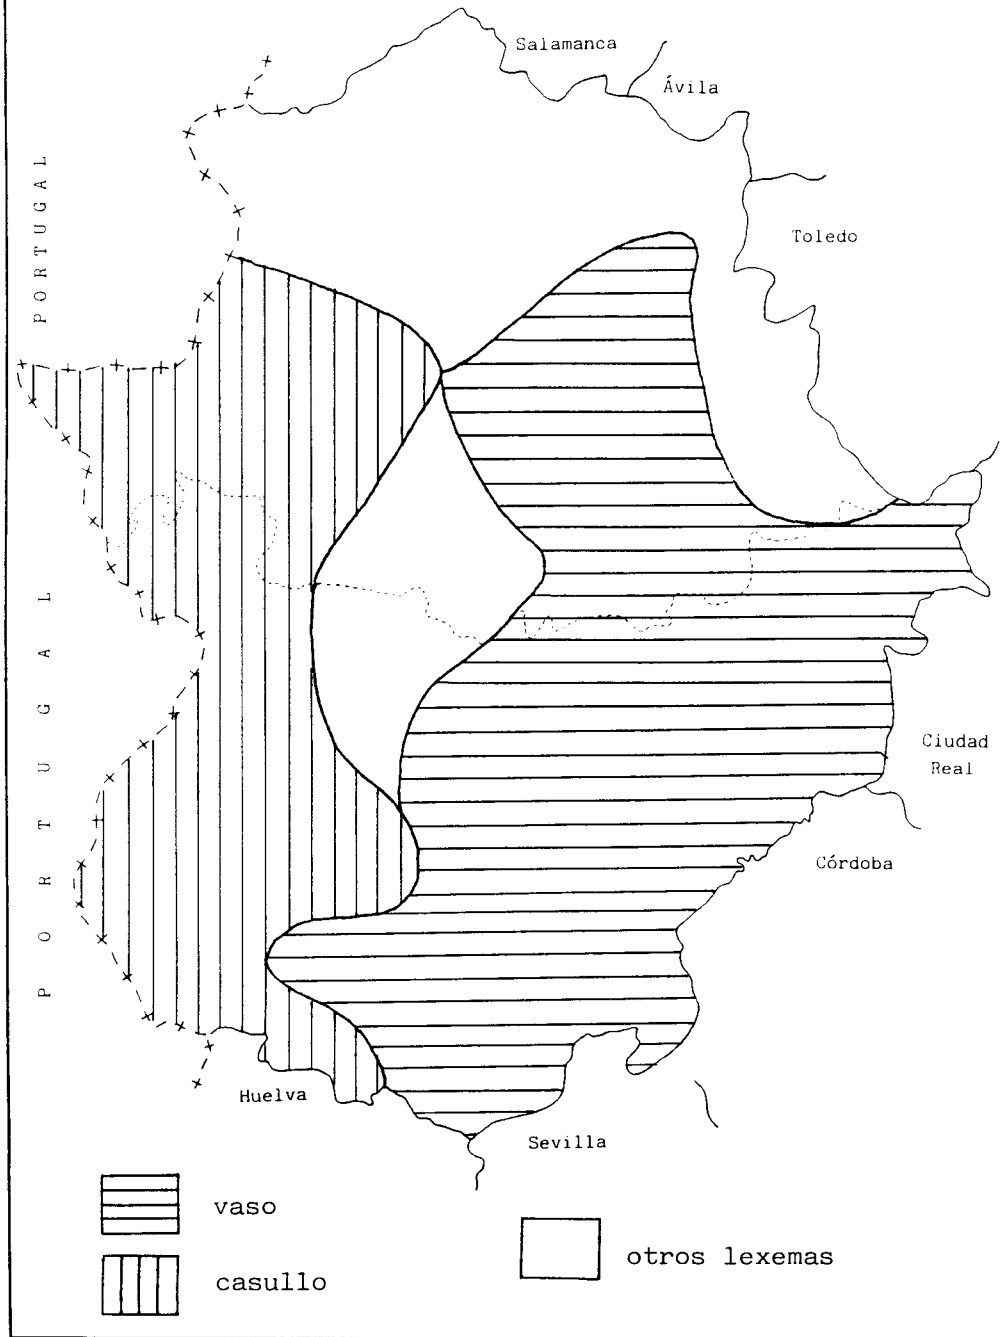 Salamanca
Ávila
PORTUGAL
Toledo
PORTUGAL
Ciudad
Real
Córdoba
Huelva
Sevilla
vaso
casullo
otros lexemas